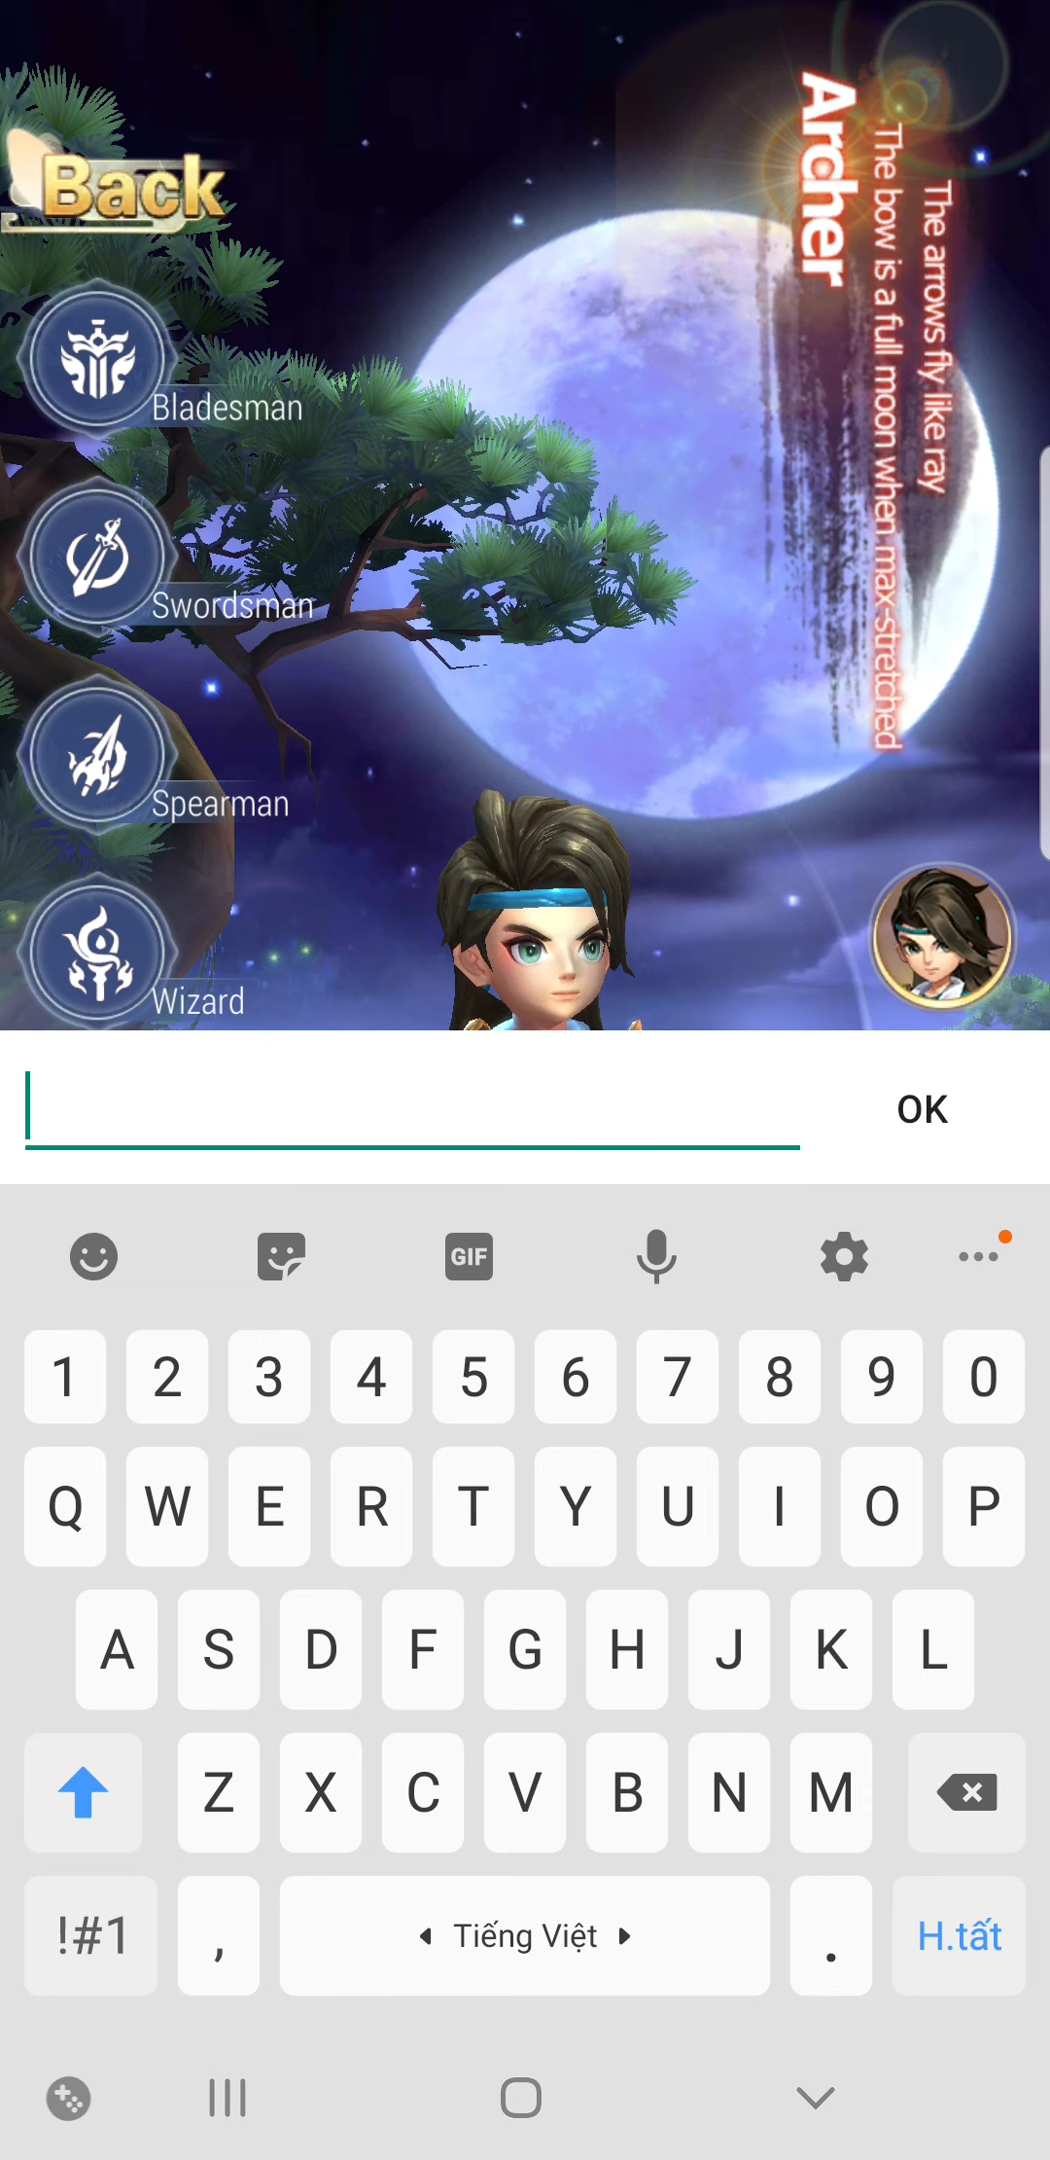 Back
Archer
The arrows fly like ray
The bow is a full moon when max-stretched
Bladesman
Swordsman
Spearman
Wizard
OK
GIF
1 2 3 4 5 6 7 8 9 0
Q W E R T Y U I O P
A S D F G H J K L
Z X C V B N M
!#1 , Tiếng Việt . H.tất